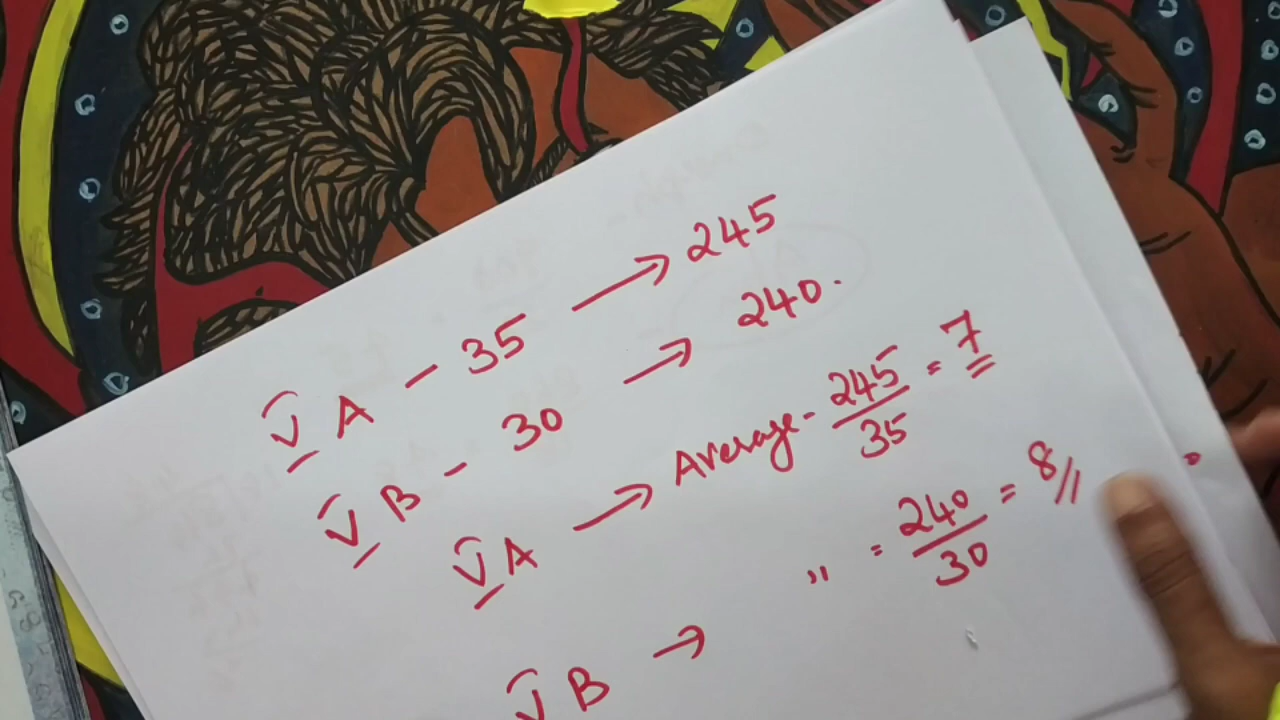 V A - 35 → 245
V B - 30 → 240.
V A → Average - 245/35 = 7
V B → " = 240/30 = 8//